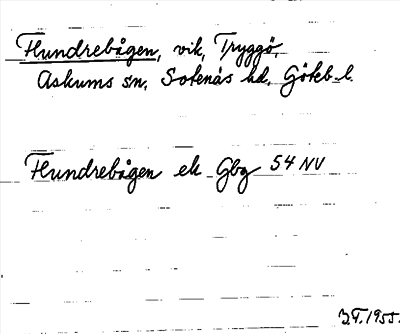 Hundrebågen, vik, Tryggö,
Askums sn, Sotenäs hd. Göteb. l.
Hundrebågen ek Gbg 54 NV
1955.